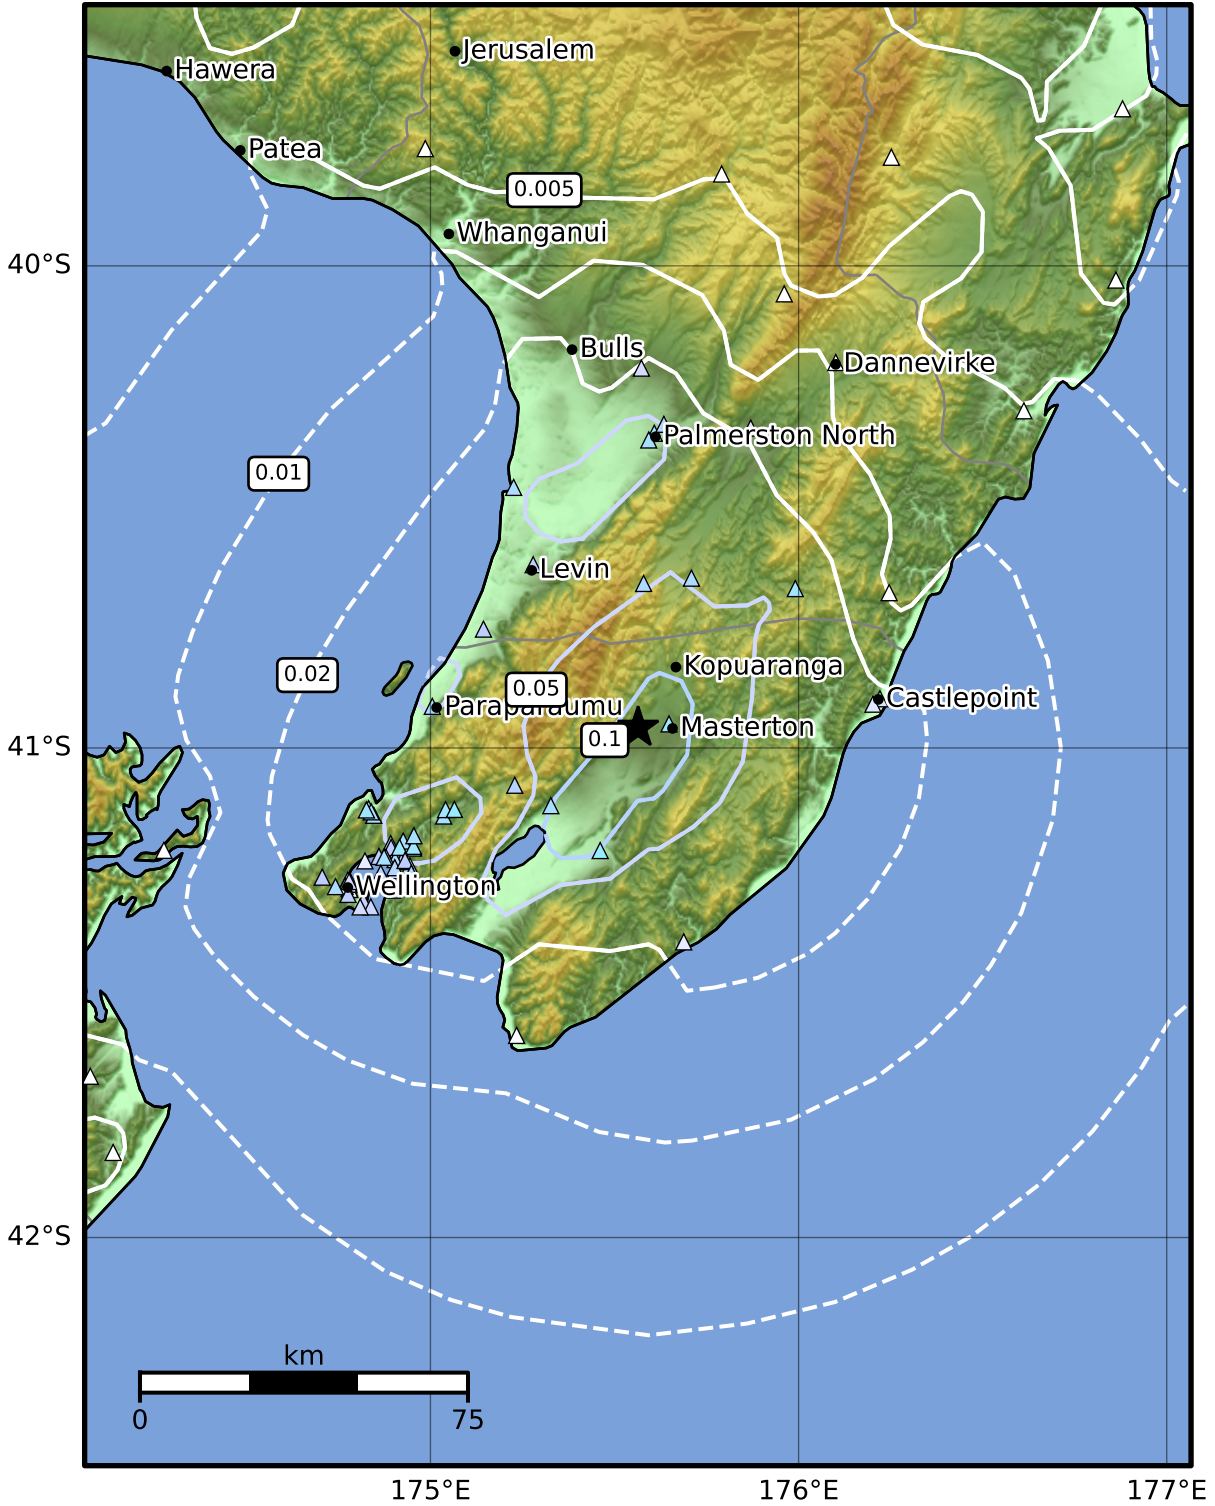 Jerusalem
Hawera
Patea
0.005
Whanganui
40°S
Bulls
Dannevirke
Palmerston North
0.01
Levin
Kopuaranga
0.02
0.05
Castlepoint
Paraparaumu
Masterton
0.1
41°S
Wellington
42°S
km
0
75
175°E
176°E
177°E